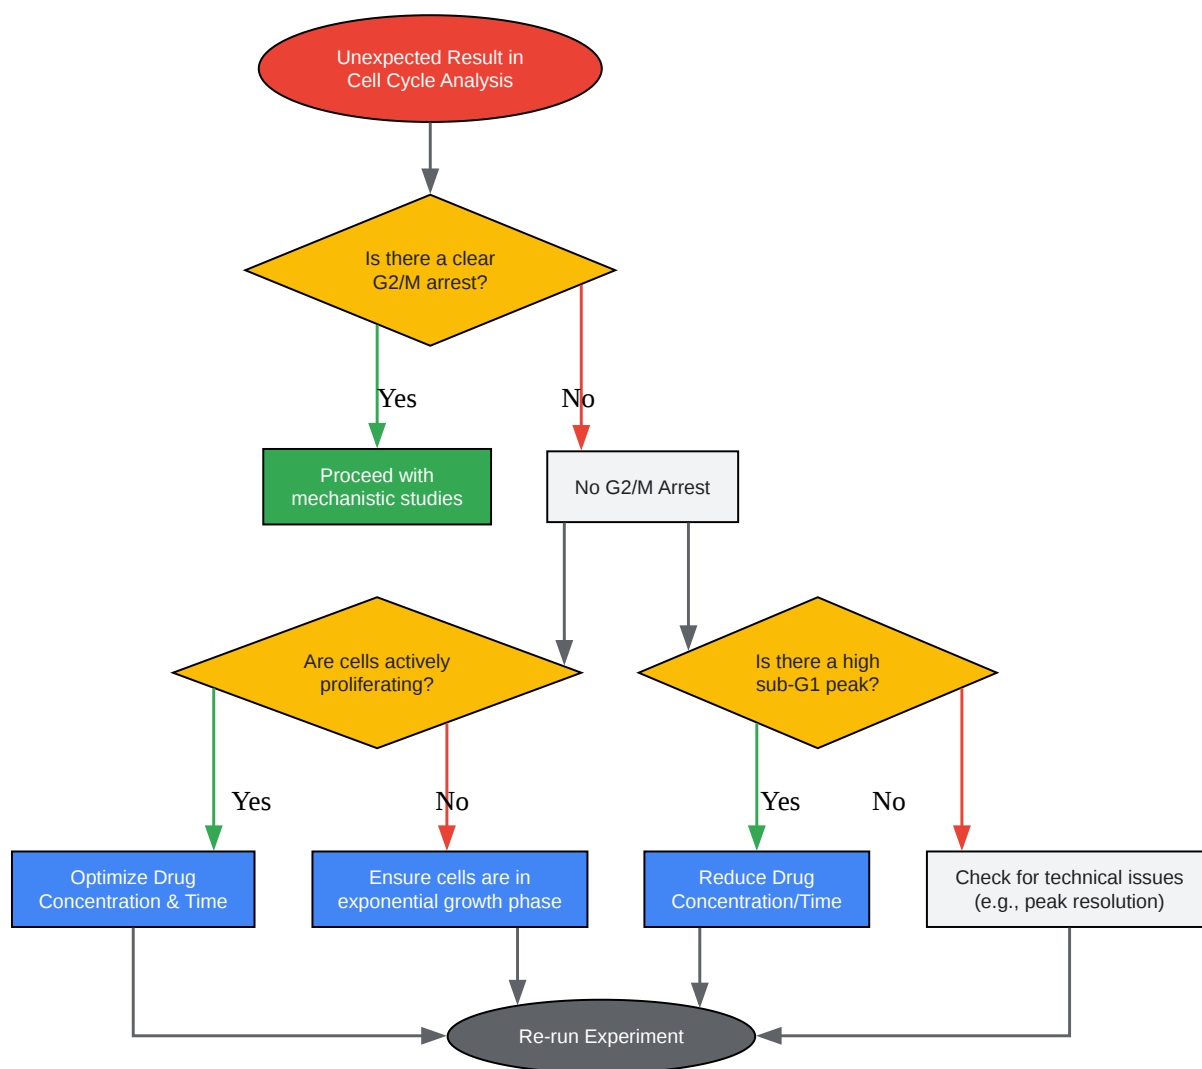 Unexpected Result in
Cell Cycle Analysis
Is there a clear
G2/M arrest?
Yes
No
Proceed with
mechanistic studies
No G2/M Arrest
Are cells actively
proliferating?
Is there a high
sub-G1 peak?
Yes
No
Yes
No
Optimize Drug
Concentration & Time
Ensure cells are in
exponential growth phase
Reduce Drug
Concentration/Time
Check for technical issues
(e.g., peak resolution)
Re-run Experiment